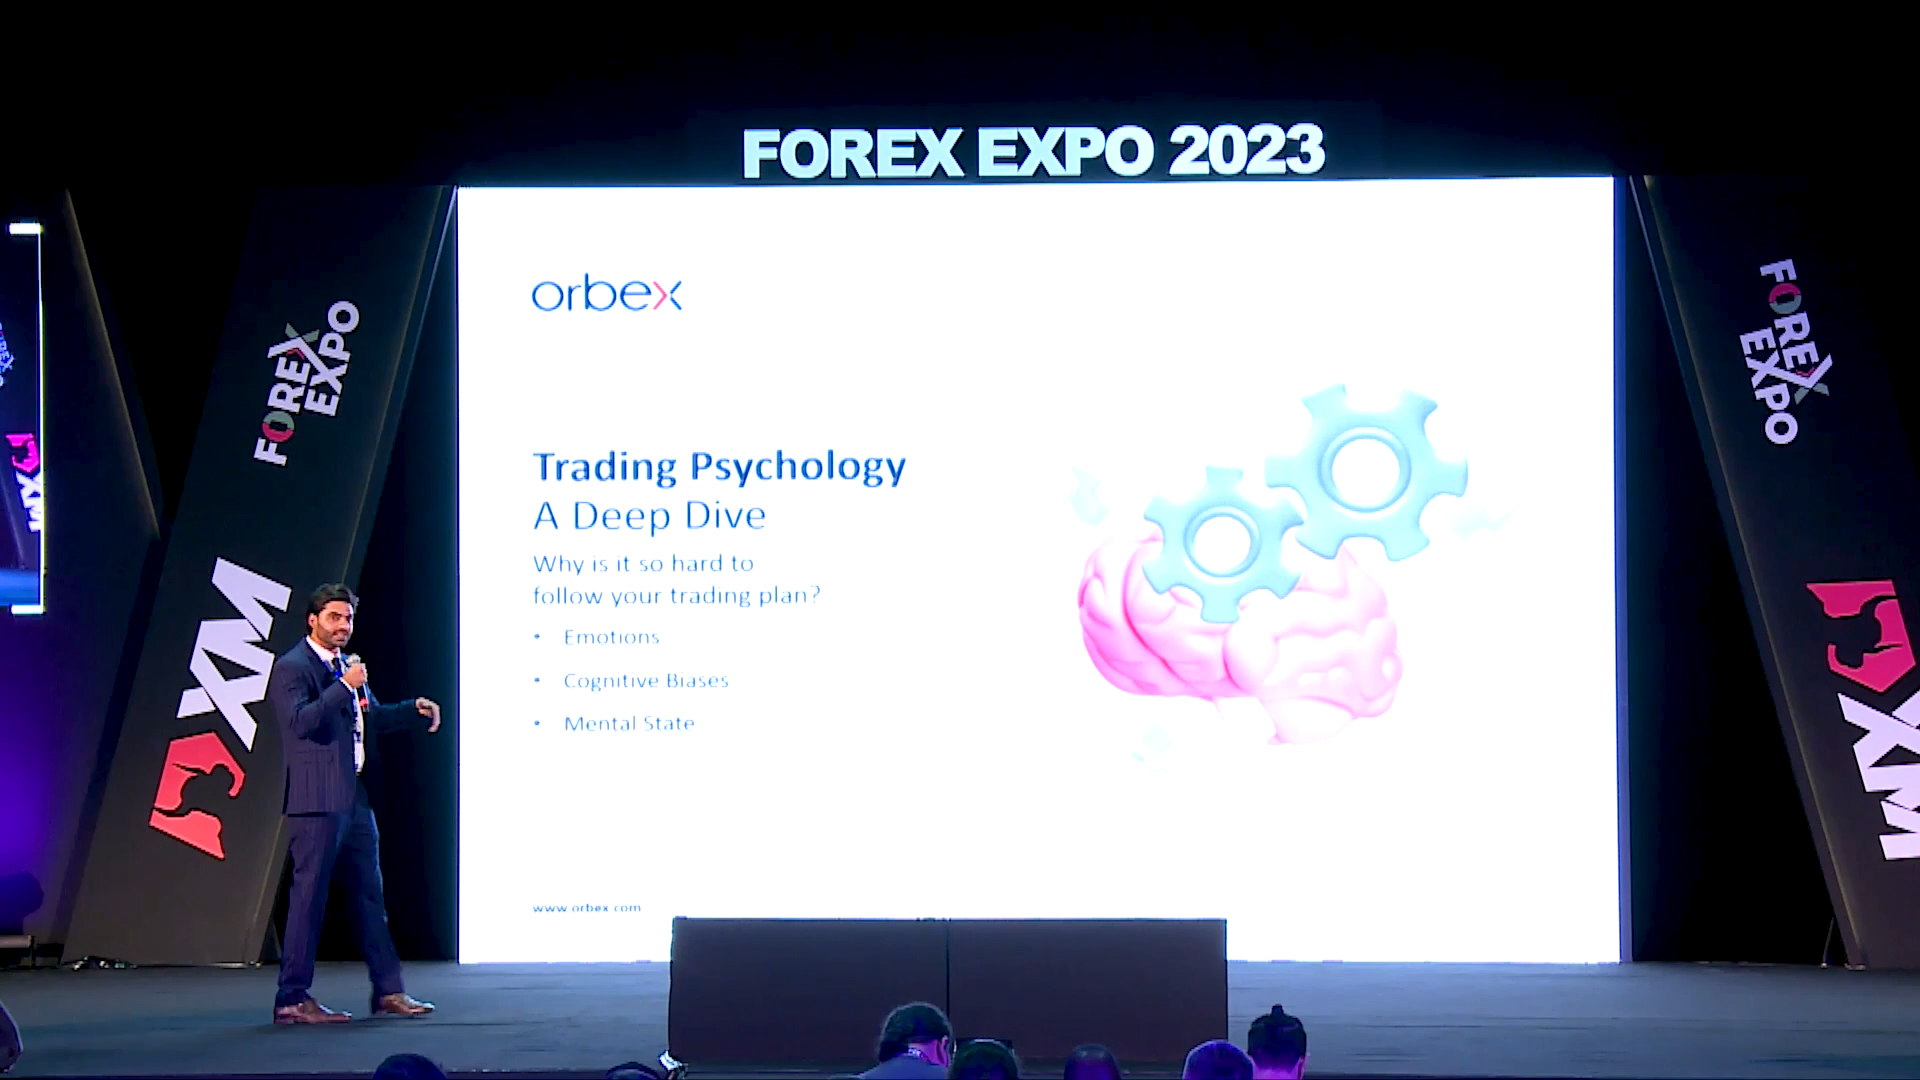 FOREX EXPO 2023
orbex
Trading Psychology
A Deep Dive
Why is it so hard to
follow your trading plan?
• Emotions
• Cognitive Biases
• Mental State
www.orbex.com
FOREX
EXPO
XM
FOREX
EXPO
XM
XM